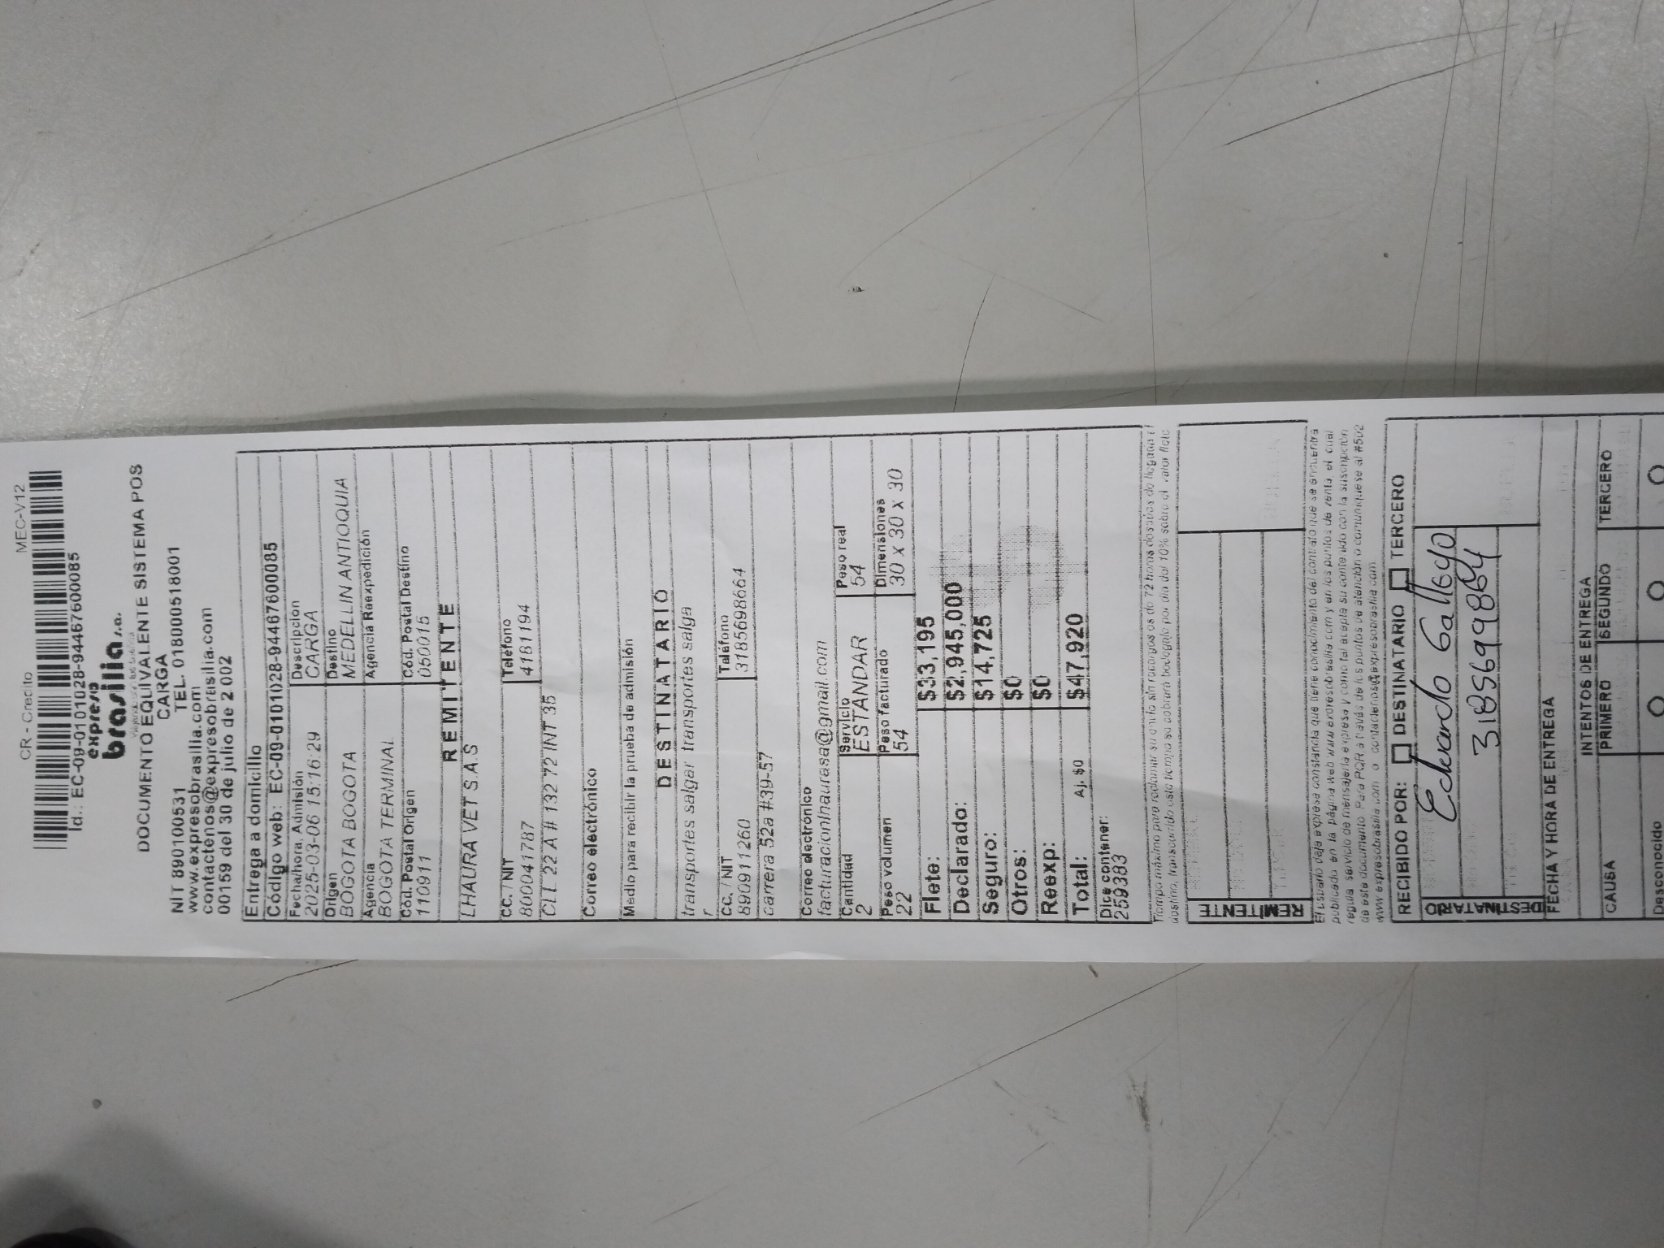 CR - Credito MEC-V12
Id.: EC-09-0101028-94467600085
expreso
brasilia s.a.
DOCUMENTO EQUIVALENTE SISTEMA POS
CARGA
NIT 890100531 TEL. 018000518001
www.expresobrasilia.com
contactenos@expresobrasilia.com
00159 del 30 de julio de 2 002
Entrega a domicilio
Código web: EC-09-0101028-94467600085
Fecha/hora Admisión Descripción
2025-03-06 15:16:29 CARGA
Origen Destino
BOGOTA BOGOTA MEDELLIN ANTIOQUIA
Agencia Agencia Reexpedición
BOGOTA TERMINAL
Cód. Postal Origen Cód. Postal Destino
110911 050015
REMITENTE
LHAURA VET S.A.S
CC. / NIT Teléfono
800041787 4181194
CLL 22 A # 132 72 INT 35
Correo electrónico
Medio para recibir la prueba de admisión
DESTINATARIO
transportes salgar transportes salga
r
CC. / NIT Teléfono
890911260 3185698664
carrera 52a #39-57
Correo electrónico
facturacionlhaurasa@gmail.com
Cantidad Servicio Peso real
2 ESTANDAR 54
Peso volumen Peso facturado Dimensiones
22 54 30 x 30 x 30
Flete: $33,195
Declarado: $2,945,000
Seguro: $14,725
Otros: $0
Reexp: $0
Total: Aj. $0 $47,920
Dice contener:
259383
REMITENTE
RECIBIDO POR: DESTINATARIO TERCERO
DESTINATARIO
Eduardo Gallego
31856998664
FECHA Y HORA DE ENTREGA
INTENTOS DE ENTREGA
CAUSA PRIMERO SEGUNDO TERCERO
Desconocido